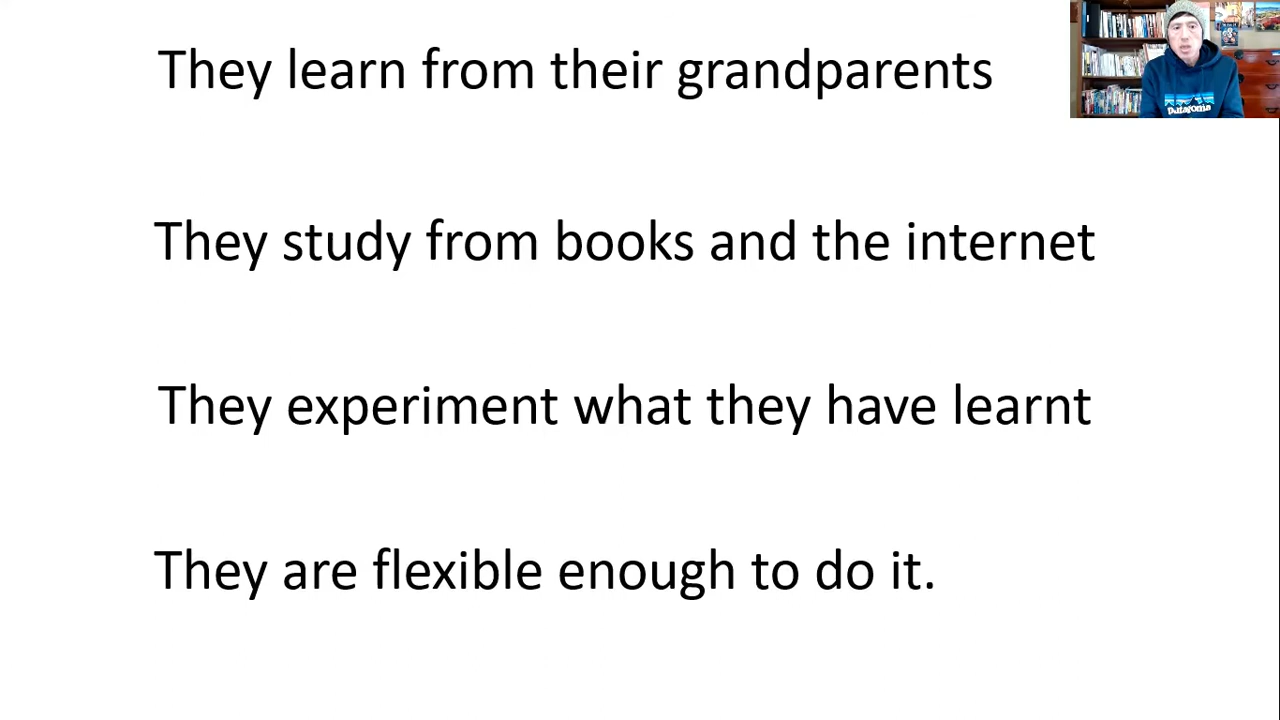 They learn from their grandparents
They study from books and the internet
They experiment what they have learnt
They are flexible enough to do it.
Patagonia